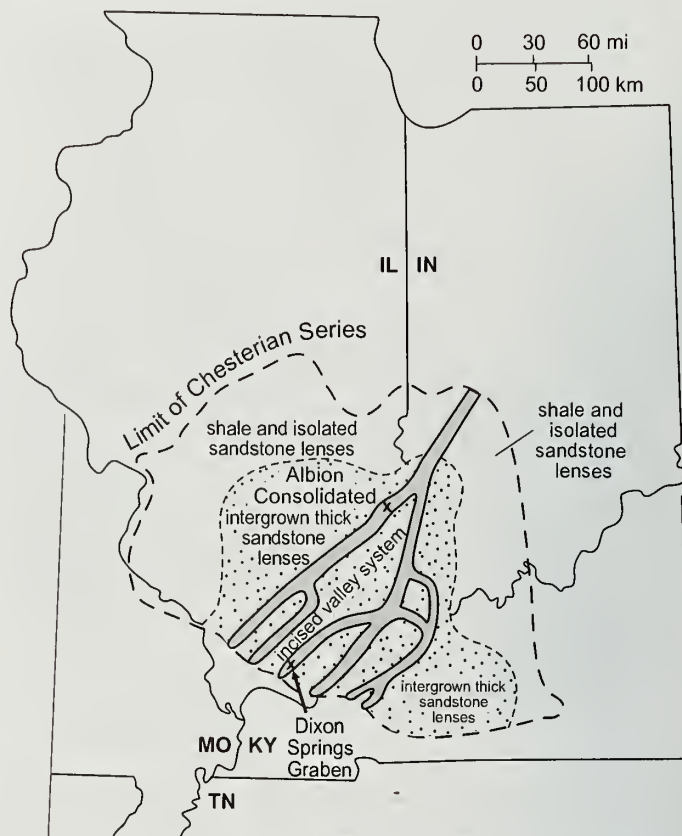 0 30 60 mi
0 50 100 km
IL IN
Limit of Chesterian Series
shale and isolated
sandstone lenses
shale and
isolated
sandstone
lenses
Albion
Consolidated
intergrown thick
sandstone
lenses
incised valley system
intergrown thick
sandstone
lenses
Dixon
Springs
Graben
MO KY
TN